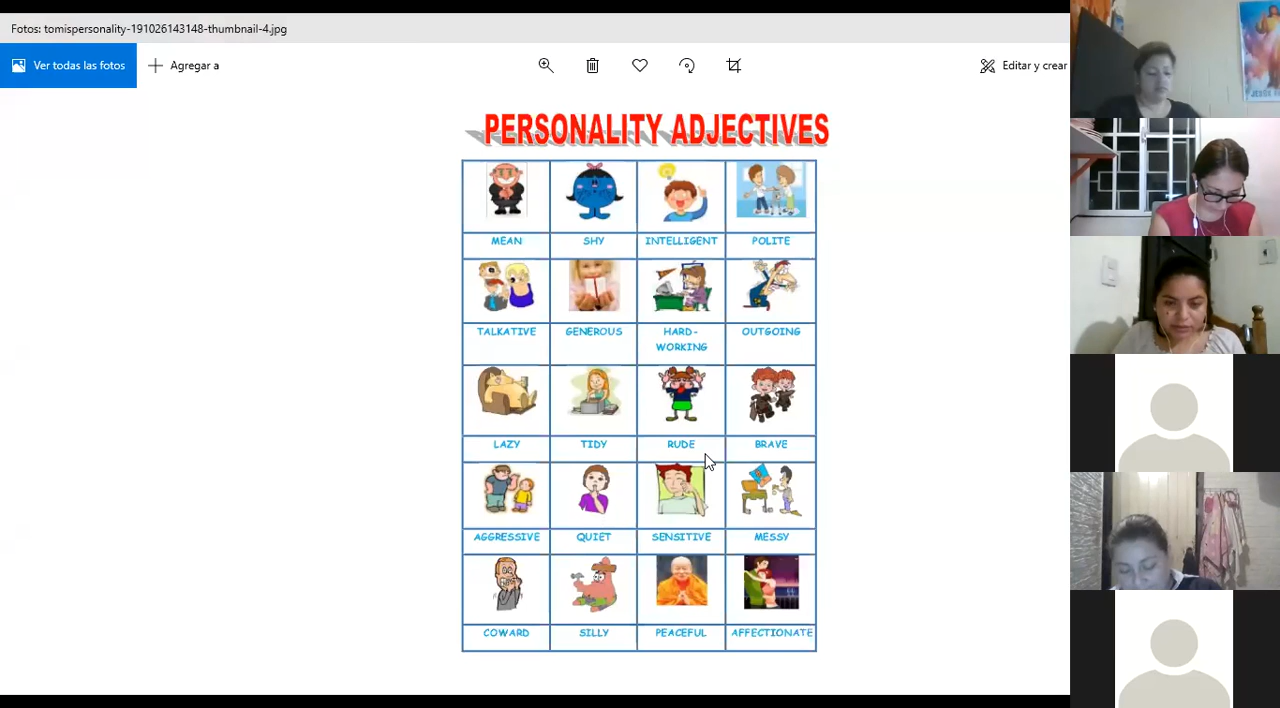 Fotos: tomispersonality-191026143148-thumbnail-4.jpg
Ver todas las fotos
Agregar a
Editar y crear
PERSONALITY ADJECTIVES
MEAN SHY INTELLIGENT POLITE
TALKATIVE GENEROUS HARD-WORKING OUTGOING
LAZY TIDY RUDE BRAVE
AGGRESSIVE QUIET SENSITIVE MESSY
COWARD SILLY PEACEFUL AFFECTIONATE